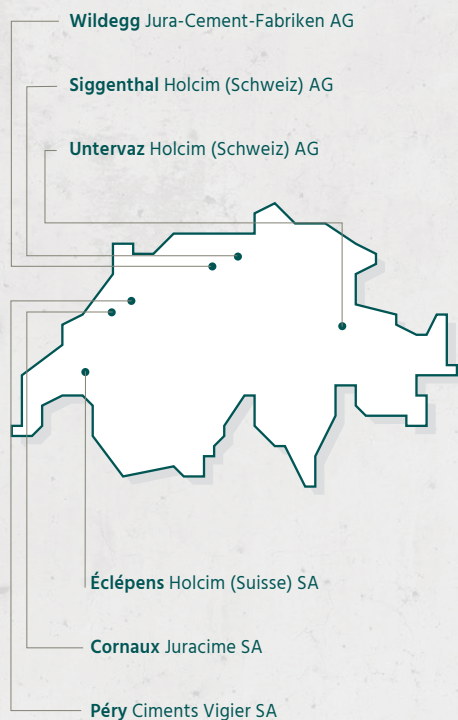 Wildegg Jura-Cement-Fabriken AG
Siggenthal Holcim (Schweiz) AG
Untervaz Holcim (Schweiz) AG
Éclépens Holcim (Suisse) SA
Cornaux Juracime SA
Péry Ciments Vigier SA